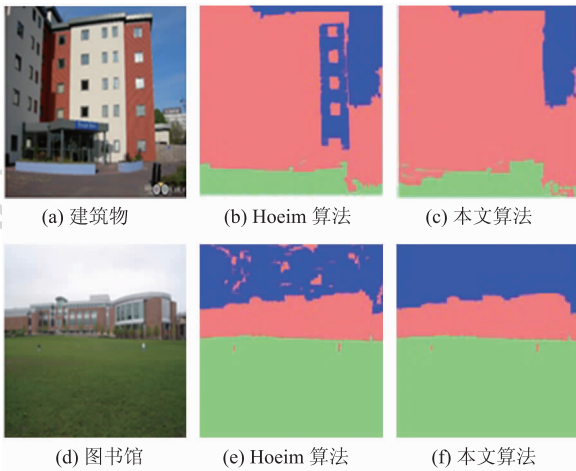 (a) 建筑物
(b) Hoeim 算法
(c) 本文算法
(d) 图书馆
(e) Hoeim 算法
(f) 本文算法